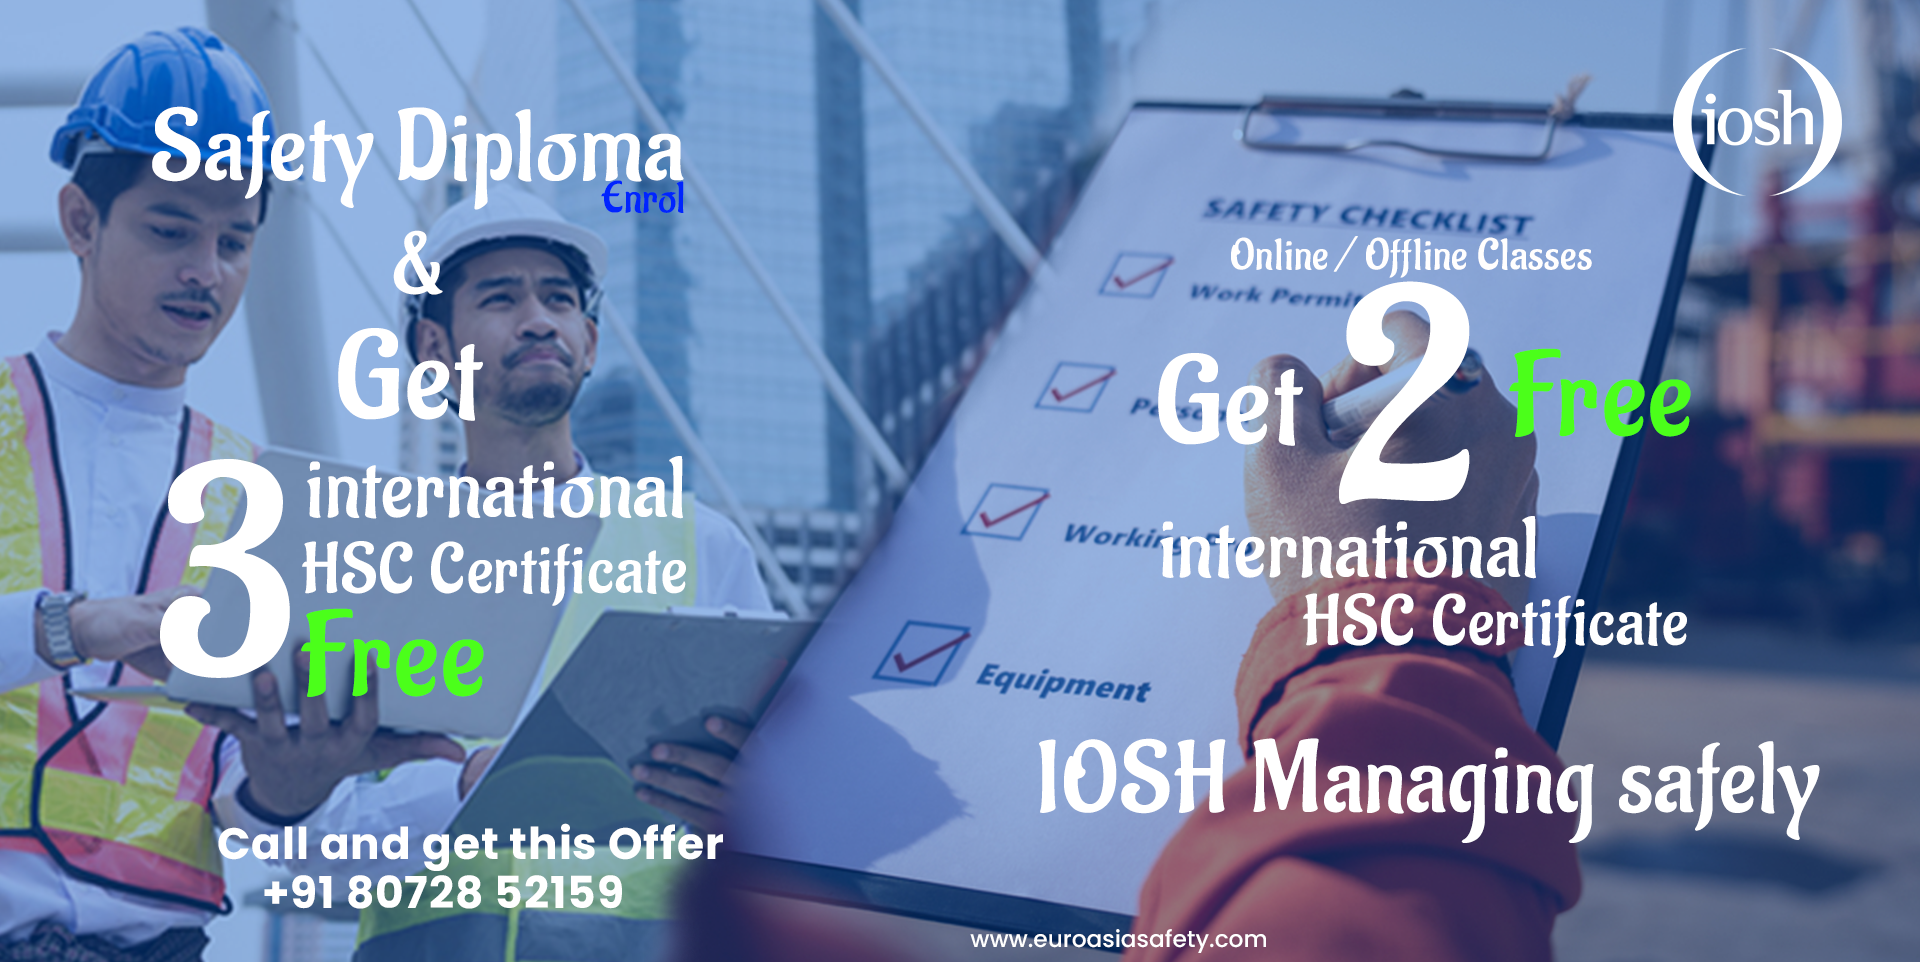 Safety Diploma
Enrol
&
Get
3
international
HSC Certificate
Free
Call and get this Offer
+91 80728 52159
iosh
SAFETY CHECKLIST
Online / Offline Classes
Work Permit
Get 2 Free
Working
international
HSC Certificate
Equipment
IOSH Managing safely
www.euroasiasafety.com